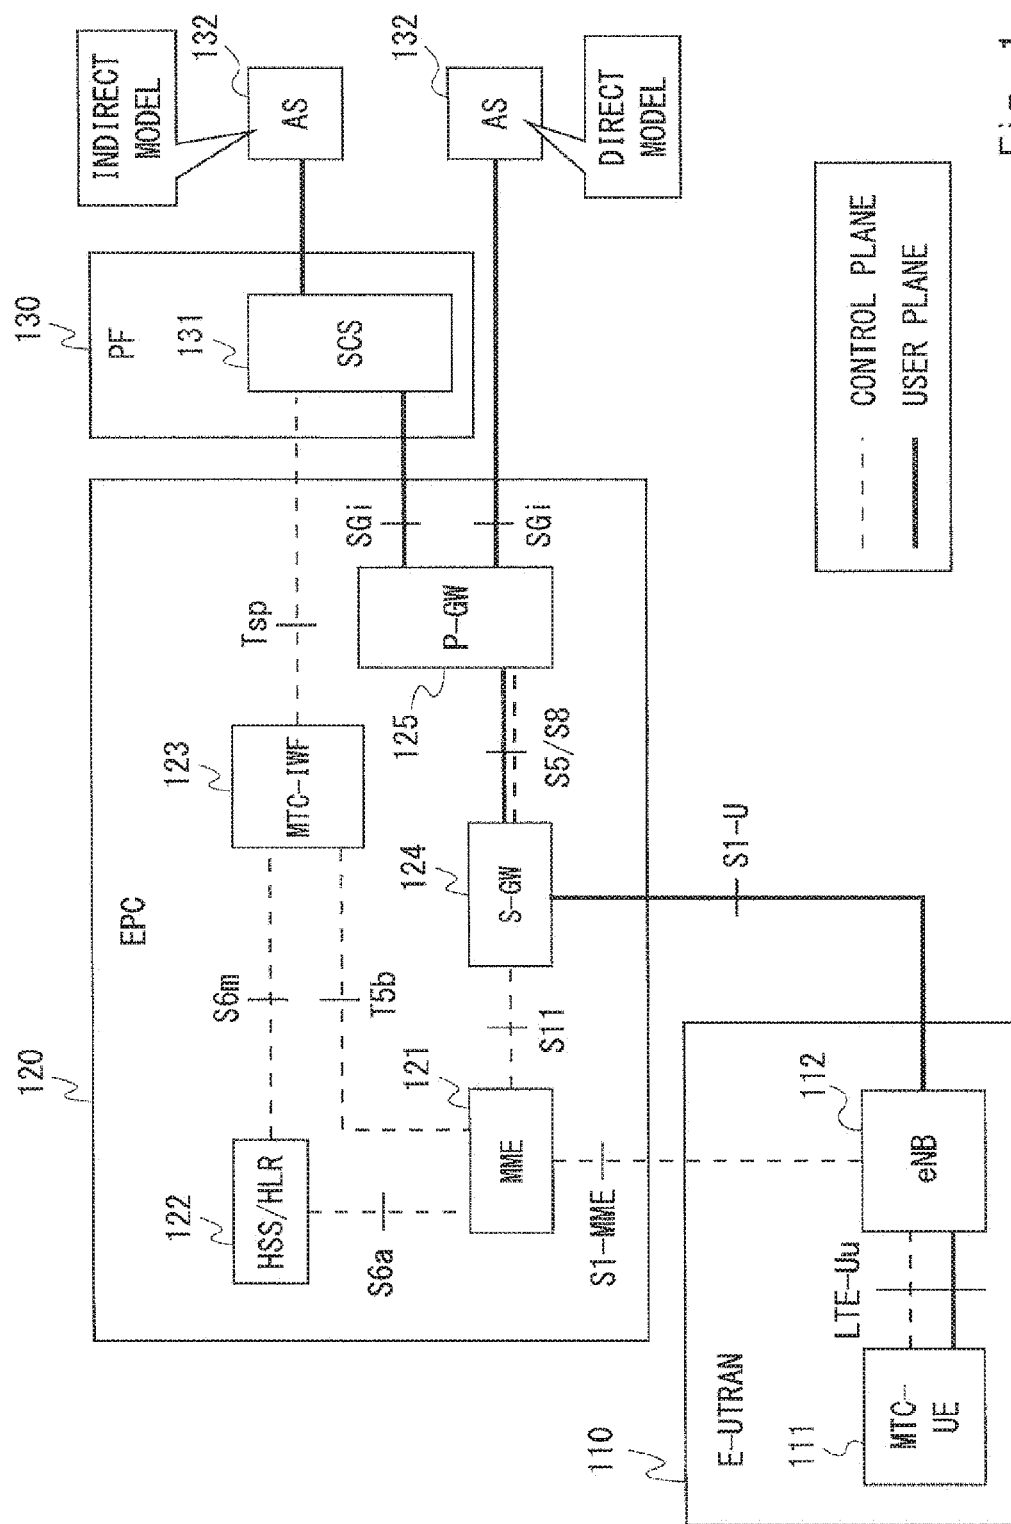 INDIRECT
MODEL
132
AS
132
AS
DIRECT
MODEL
130
PF
131
SCS
CONTROL PLANE
USER PLANE
120
EPC
SGi
SGi
Tsp
P-GW
125
123
MTC-IWF
S5/S8
124
S-GW
S1-U
S6m
T5b
S11
121
MME
122
HSS/HLR
S6a
S1-MME
112
eNB
LTE-Uu
110
E-UTRAN
111
MTC-
UE